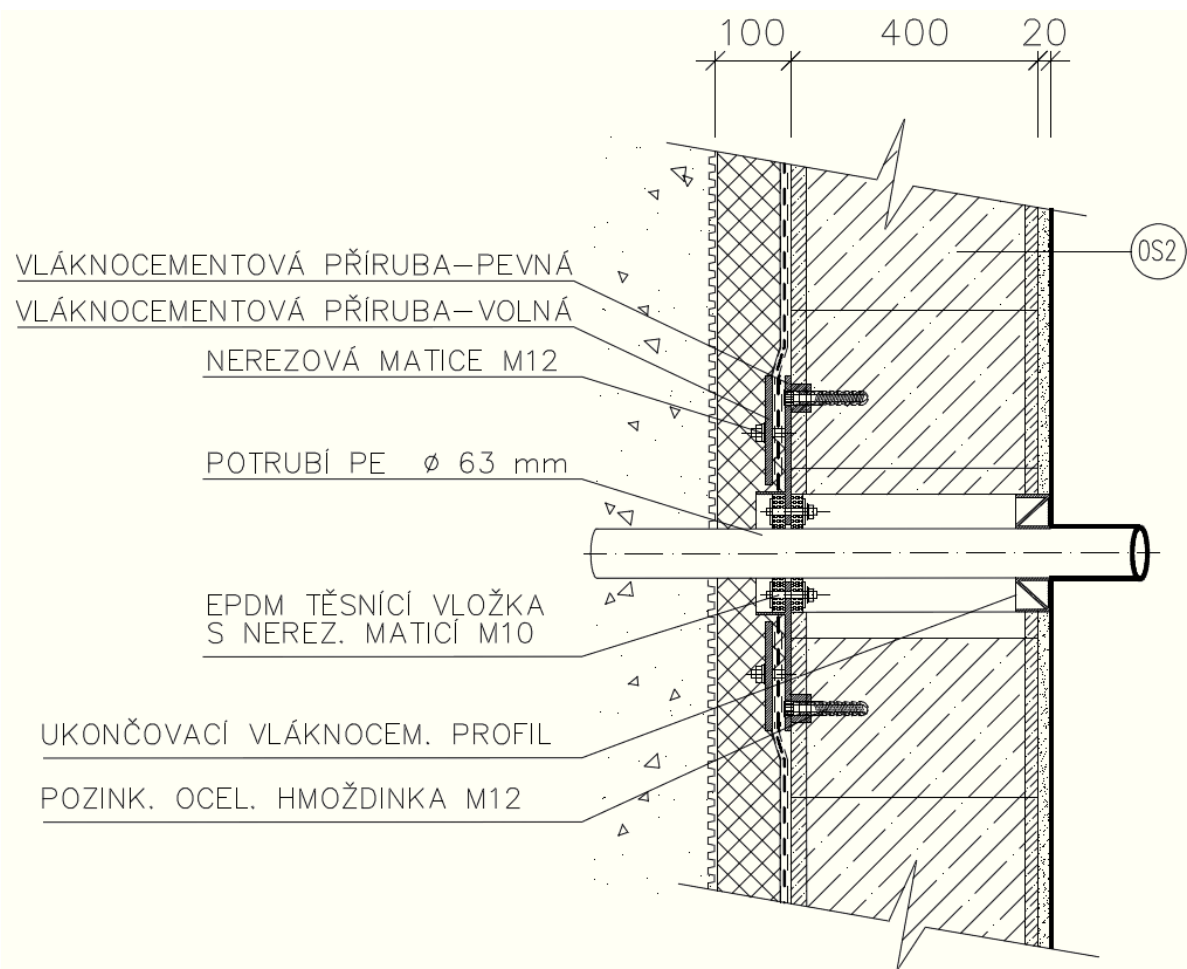 100 400 20
VLÁKNOCEMENTOVÁ PŘÍRUBA-PEVNÁ
OS2
VLÁKNOCEMENTOVÁ PŘÍRUBA-VOLNÁ
NEREZOVÁ MATICE M12
POTRUBÍ PE ø 63 mm
EPDM TĚSNÍCÍ VLOŽKA
S NEREZ. MATICÍ M10
UKONČOVACÍ VLÁKNOCEM. PROFIL
POZINK. OCEL. HMOŽDINKA M12